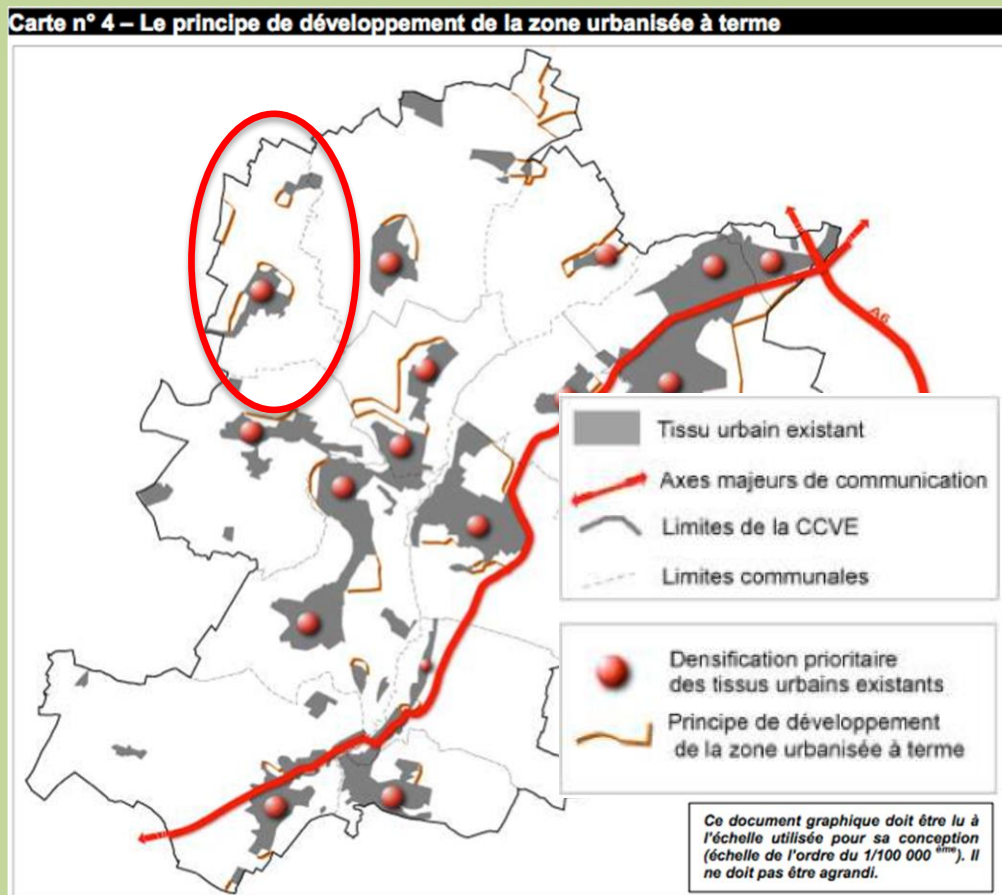 Carte n° 4 – Le principe de développement de la zone urbanisée à terme
A6
Tissu urbain existant
Axes majeurs de communication
Limites de la CCVE
Limites communales
Densification prioritaire
des tissus urbains existants
Principe de développement
de la zone urbanisée à terme
Ce document graphique doit être lu à
l'échelle utilisée pour sa conception
(échelle de l'ordre du 1/100 000 ème). Il
ne doit pas être agrandi.